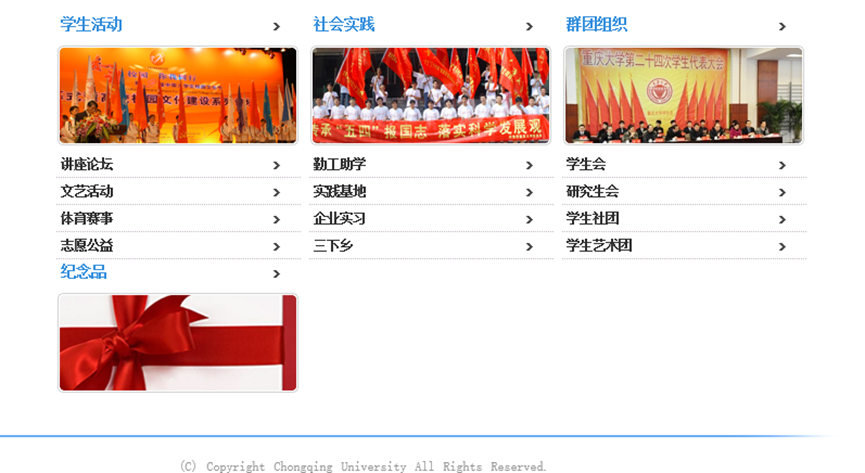 学生活动
社会实践
群团组织
重庆大学第二十四次学生代表大会
传承“五四”报国志 落实科学发展观
讲座论坛
勤工助学
学生会
文艺活动
实践基地
研究生会
体育赛事
企业实习
学生社团
志愿公益
三下乡
学生艺术团
纪念品
(C) Copyright Chongqing University All Rights Reserved.